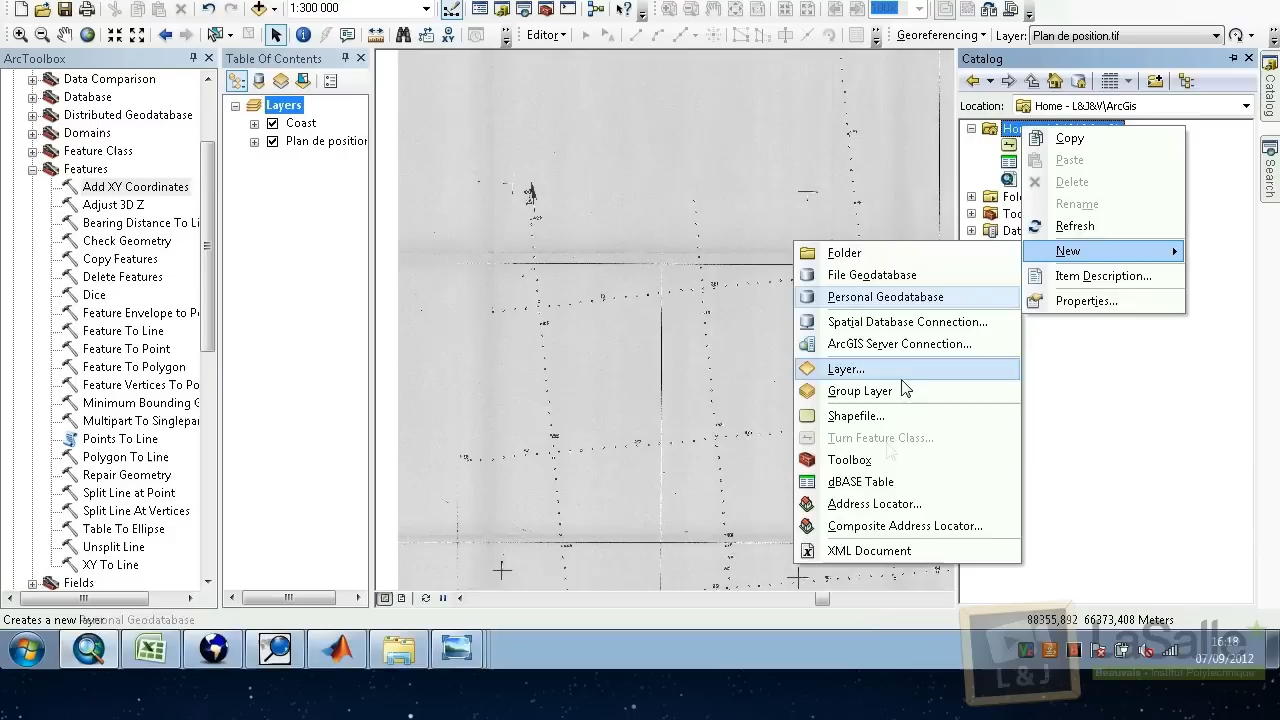 1:300 000
Editor
Georeferencing
Layer:
Plan de position.tif
ArcToolbox
Table Of Contents
Catalog
Data Comparison
Database
Distributed Geodatabase
Domains
Feature Class
Features
Add XY Coordinates
Adjust 3D Z
Bearing Distance To Li
Check Geometry
Copy Features
Delete Features
Dice
Feature Envelope to Po
Feature To Line
Feature To Point
Feature To Polygon
Feature Vertices To P
Minimum Bounding G
Multipart To Singlepar
Points To Line
Polygon To Line
Repair Geometry
Split Line at Point
Split Line At Vertices
Table To Ellipse
Unsplit Line
XY To Line
Fields
Layers
Coast
Plan de position
Location:
Home - L&J&V\ArcGis
Catalog
Search
Copy
Paste
Delete
Rename
Refresh
New
Item Description...
Properties...
Folder
File Geodatabase
Personal Geodatabase
Spatial Database Connection...
ArcGIS Server Connection...
Layer...
Group Layer
Shapefile...
Turn Feature Class...
Toolbox
dBASE Table
Address Locator...
Composite Address Locator...
XML Document
Creates a new layer
88355,892 66373,408 Meters
16:18
07/09/2012
L & J
LaSalle
Beauvais - Institut Polytechnique